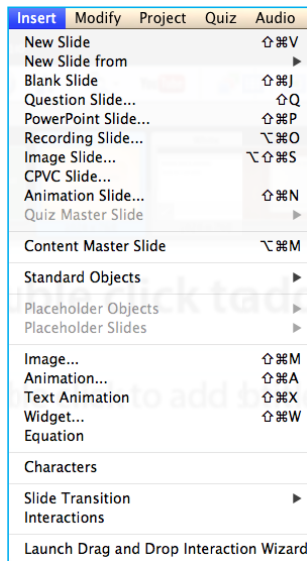 Insert Modify Project Quiz Audio
New Slide ⇧⌘V
New Slide from ▶
Blank Slide ⇧⌘J
Question Slide... ⇧Q
PowerPoint Slide... ⇧⌘P
Recording Slide... ⌥⌘O
Image Slide... ⌥⇧⌘S
CPVC Slide...
Animation Slide... ⇧⌘N
Quiz Master Slide ▶
Content Master Slide ⌥⌘M
Standard Objects ▶
Placeholder Objects ▶
Placeholder Slides ▶
Image... ⇧⌘M
Animation... ⇧⌘A
Text Animation ⇧⌘X
Widget... ⇧⌘W
Equation
Characters
Slide Transition ▶
Interactions
Launch Drag and Drop Interaction Wizard